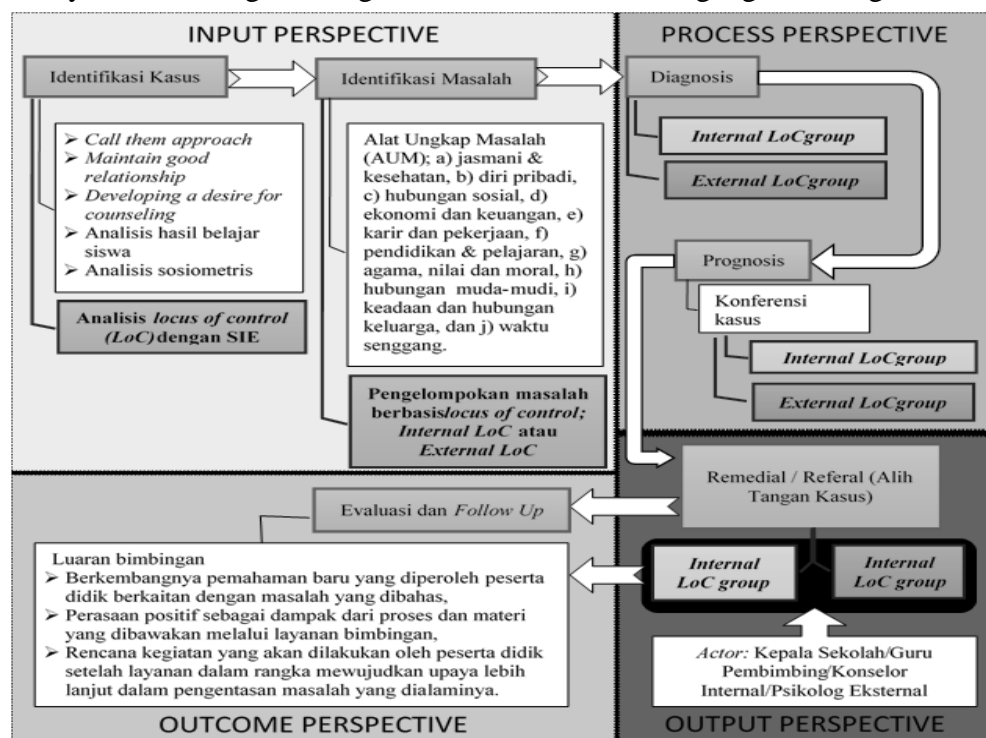 INPUT PERSPECTIVE
Identifikasi Kasus
Identifikasi Masalah
➢ Call them approach
➢ Maintain good
relationship
➢ Developing a desire for
counseling
➢ Analisis hasil belajar
siswa
➢ Analisis sosiometris
Analisis locus of control
(LoC)dengan SIE
Alat Ungkap Masalah
(AUM); a) jasmani &
kesehatan, b) diri pribadi,
c) hubungan sosial, d)
ekonomi dan keuangan, e)
karir dan pekerjaan, f)
pendidikan & pelajaran, g)
agama, nilai dan moral, h)
hubungan muda-mudi, i)
keadaan dan hubungan
keluarga, dan j) waktu
senggang.
Pengelompokan masalah
berbasislocus of control;
Internal LoC atau
External LoC
PROCESS PERSPECTIVE
Diagnosis
Internal LoCgroup
External LoCgroup
Prognosis
Konferensi
kasus
Internal LoCgroup
External LoCgroup
Remedial / Referal (Alih
Tangan Kasus)
Internal
LoC group
Internal
LoC group
Actor: Kepala Sekolah/Guru
Pembimbing/Konselor
Internal/Psikolog Eksternal
OUTPUT PERSPECTIVE
Evaluasi dan Follow Up
Luaran bimbingan
➢ Berkembangnya pemahaman baru yang diperoleh peserta
didik berkaitan dengan masalah yang dibahas,
➢ Perasaan positif sebagai dampak dari proses dan materi
yang dibawakan melalui layanan bimbingan,
➢ Rencana kegiatan yang akan dilakukan oleh peserta didik
setelah layanan dalam rangka mewujudkan upaya lebih
lanjut dalam pengentasan masalah yang dialaminya.
OUTCOME PERSPECTIVE